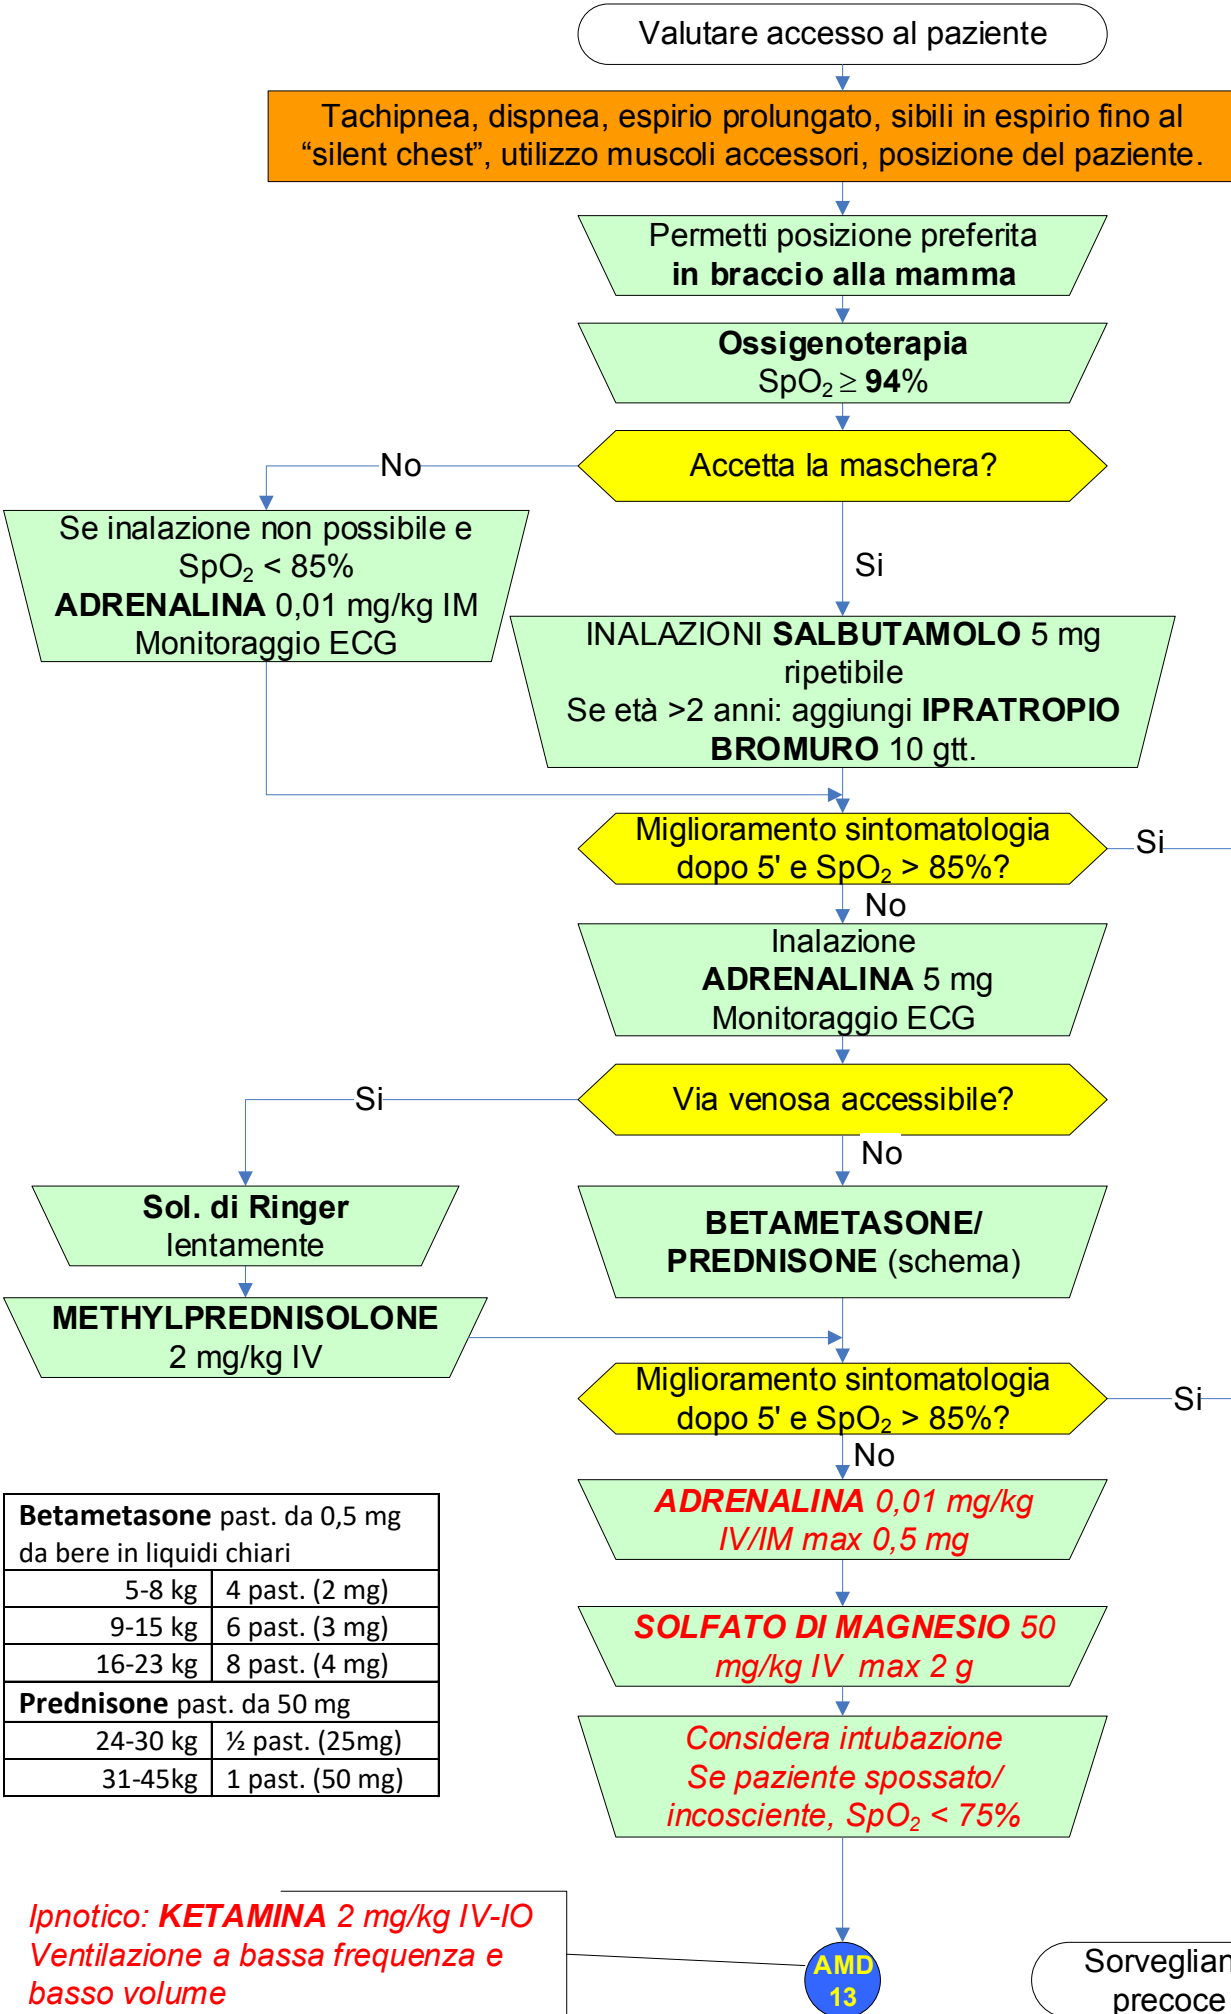 Valutare accesso al paziente
Tachipnea, dispnea, espirio prolungato, sibili in espirio fino al
“silent chest”, utilizzo muscoli accessori, posizione del paziente.
Permetti posizione preferita
in braccio alla mamma
Ossigenoterapia
SpO₂ ≥ 94%
Accetta la maschera?
No
Si
Se inalazione non possibile e
SpO₂ < 85%
ADRENALINA 0,01 mg/kg IM
Monitoraggio ECG
INALAZIONI SALBUTAMOLO 5 mg
ripetibile
Se età >2 anni: aggiungi IPRATROPIO
BROMURO 10 gtt.
Miglioramento sintomatologia
dopo 5' e SpO₂ > 85%?
Si
No
Inalazione
ADRENALINA 5 mg
Monitoraggio ECG
Via venosa accessibile?
Si
No
Sol. di Ringer
lentamente
METHYLPREDNISOLONE
2 mg/kg IV
BETAMETASONE/
PREDNISONE (schema)
Miglioramento sintomatologia
dopo 5' e SpO₂ > 85%?
Si
No
ADRENALINA 0,01 mg/kg
IV/IM max 0,5 mg
SOLFATO DI MAGNESIO 50
mg/kg IV max 2 g
Considera intubazione
Se paziente spossato/
incosciente, SpO₂ < 75%
Betametasone past. da 0,5 mg
da bere in liquidi chiari
5-8 kg 4 past. (2 mg)
9-15 kg 6 past. (3 mg)
16-23 kg 8 past. (4 mg)
Prednisone past. da 50 mg
24-30 kg ½ past. (25mg)
31-45kg 1 past. (50 mg)
Ipnotico: KETAMINA 2 mg/kg IV-IO
Ventilazione a bassa frequenza e
basso volume
AMD
13
Sorveglian
precoce